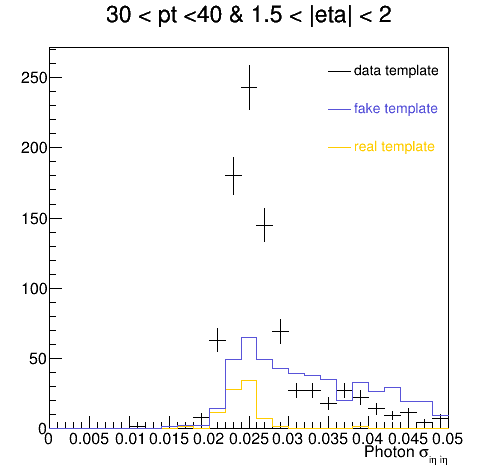 30 < pt <40 & 1.5 < |eta| < 2
data template
fake template
real template
250
200
150
100
50
0
0 0.005 0.01 0.015 0.02 0.025 0.03 0.035 0.04 0.045 0.05
Photon σiη iη